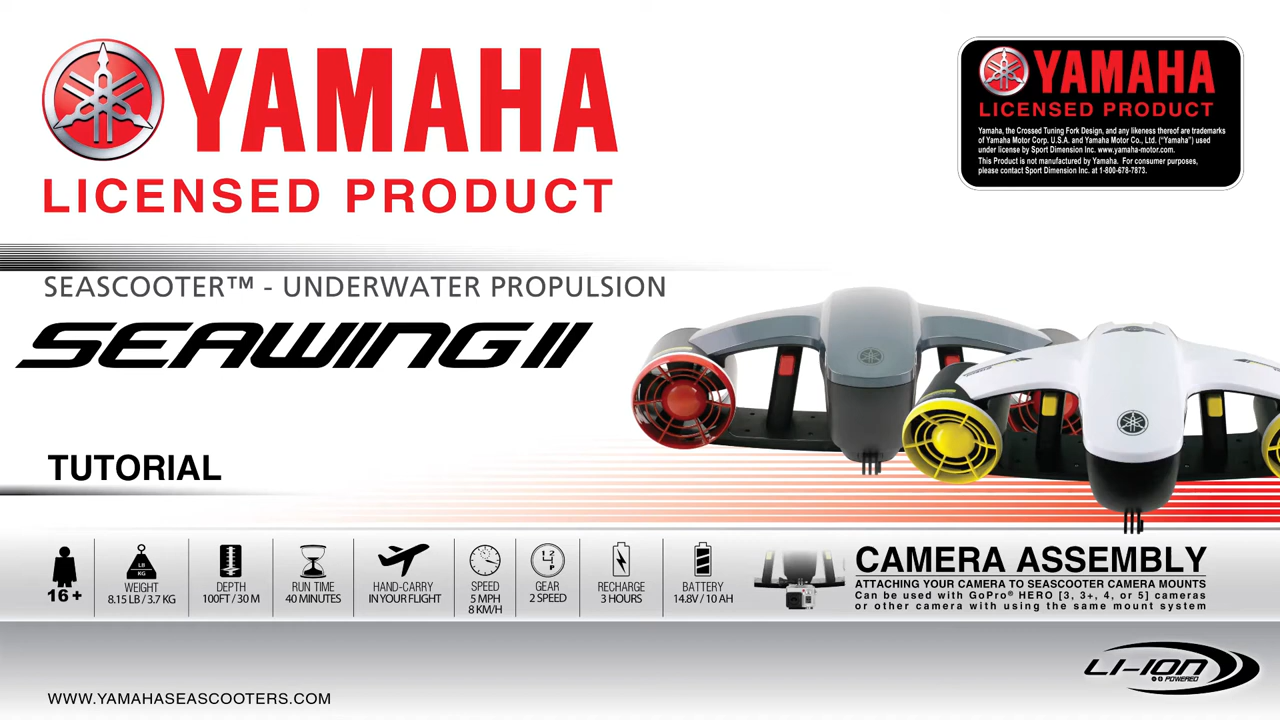 YAMAHA
LICENSED PRODUCT
YAMAHA
LICENSED PRODUCT
Yamaha, the Crossed Tuning Fork Design, and any likeness thereof are trademarks
of Yamaha Motor Corp. U.S.A. and Yamaha Motor Co., Ltd. ("Yamaha") used
under license by Sport Dimension Inc. www.yamaha-motor.com.
This Product is not manufactured by Yamaha. For consumer purposes,
please contact Sport Dimension Inc. at 1-800-678-7873.
SEASCOOTER™ - UNDERWATER PROPULSION
SEAWING II
TUTORIAL
16 +
LB
KG
WEIGHT
8.15 LB / 3.7 KG
DEPTH
100FT / 30 M
RUN TIME
40 MINUTES
HAND-CARRY
IN YOUR FLIGHT
SPEED
5 MPH
8 KM/H
1 2
4 P
GEAR
2 SPEED
RECHARGE
3 HOURS
BATTERY
14.8V / 10 AH
CAMERA ASSEMBLY
ATTACHING YOUR CAMERA TO SEASCOOTER CAMERA MOUNTS
Can be used with GoPro® HERO [3, 3+, 4, or 5] cameras
or other camera with using the same mount system
LI-ION
POWERED
WWW.YAMAHASEASCOOTERS.COM